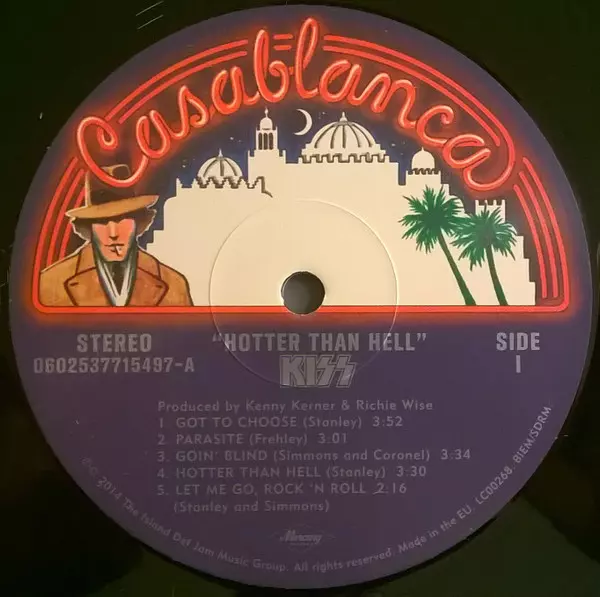 Casablanca
STEREO
0602537715497-A
"HOTTER THAN HELL"
KISS
SIDE
1
Produced by Kenny Kerner & Richie Wise
1 GOT TO CHOOSE (Stanley) 3:52
2. PARASITE (Frehley) 3:01
3. GOIN' BLIND (Simmons and Coronel) 3:34
4. HOTTER THAN HELL (Stanley) 3:30
5. LET ME GO, ROCK 'N ROLL 2:16
(Stanley and Simmons)
Mercury
℗© 2014 The Island Def Jam Music Group. All rights reserved. Made in the EU. LC00268 BIEM/SDRM